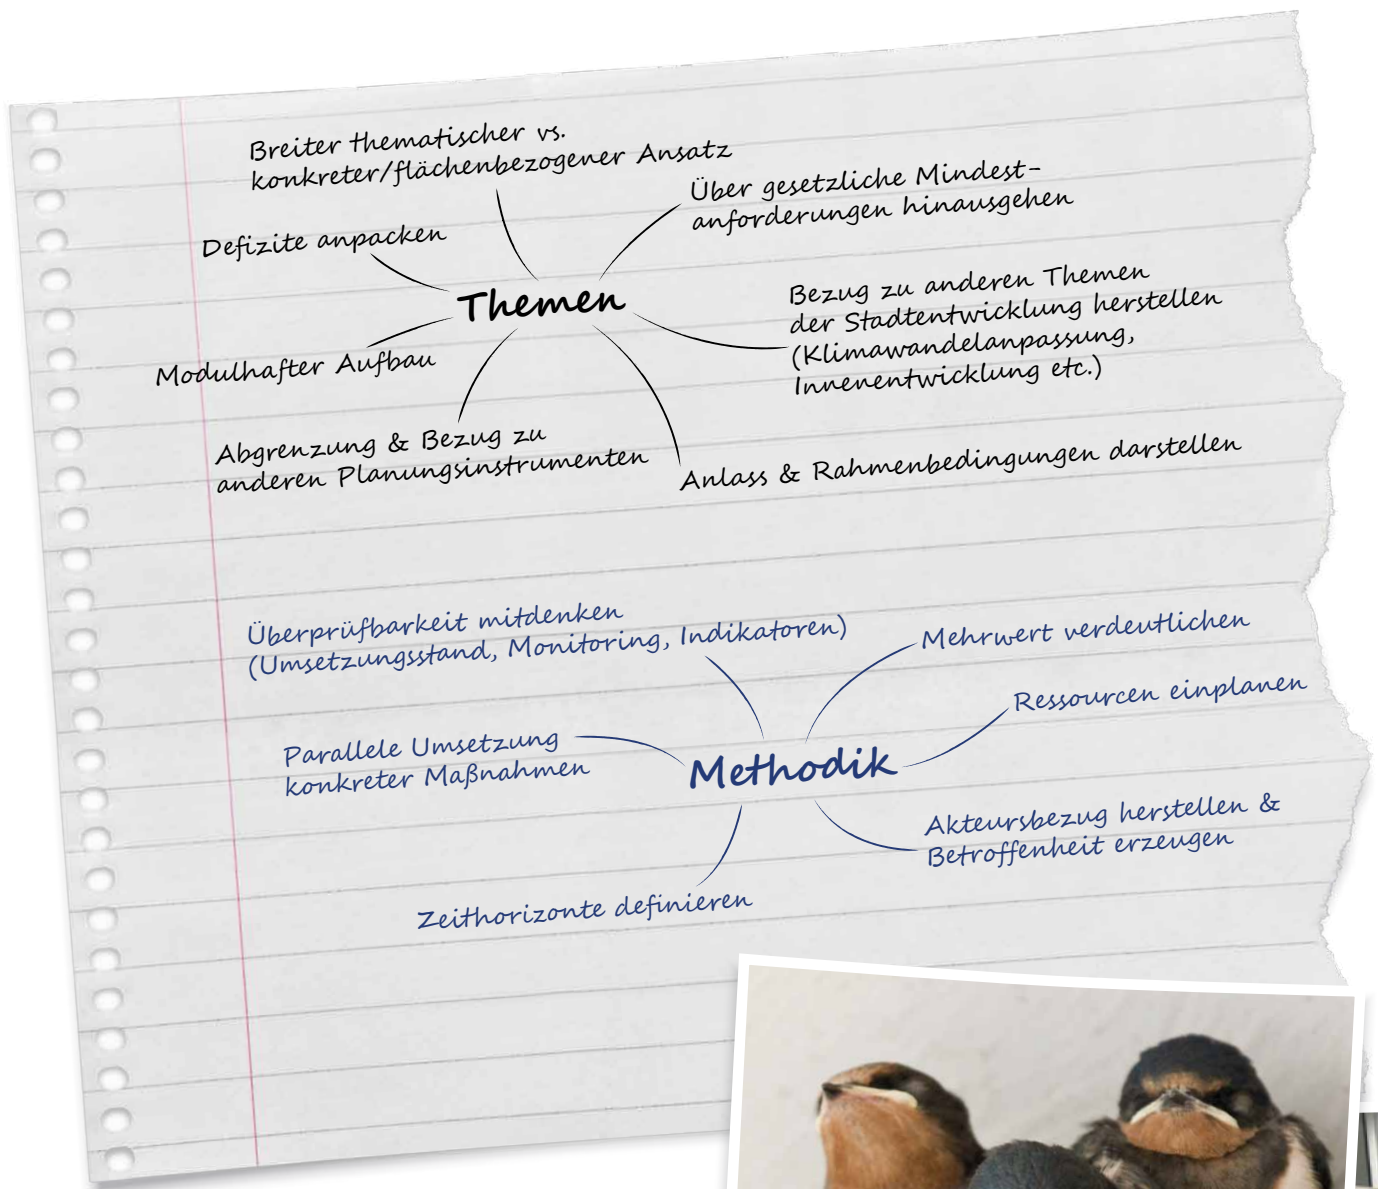 Breiter thematischer vs.
konkreter/flächenbezogener Ansatz
Über gesetzliche Mindest-
anforderungen hinausgehen
Defizite anpacken
Themen
Bezug zu anderen Themen
der Stadtentwicklung herstellen
(Klimawandelanpassung,
Innenentwicklung etc.)
Modulhafter Aufbau
Abgrenzung & Bezug zu
anderen Planungsinstrumenten
Anlass & Rahmenbedingungen darstellen
Überprüfbarkeit mitdenken
(Umsetzungsstand, Monitoring, Indikatoren)
Mehrwert verdeutlichen
Ressourcen einplanen
Parallele Umsetzung
konkreter Maßnahmen
Methodik
Akteursbezug herstellen &
Betroffenheit erzeugen
Zeithorizonte definieren